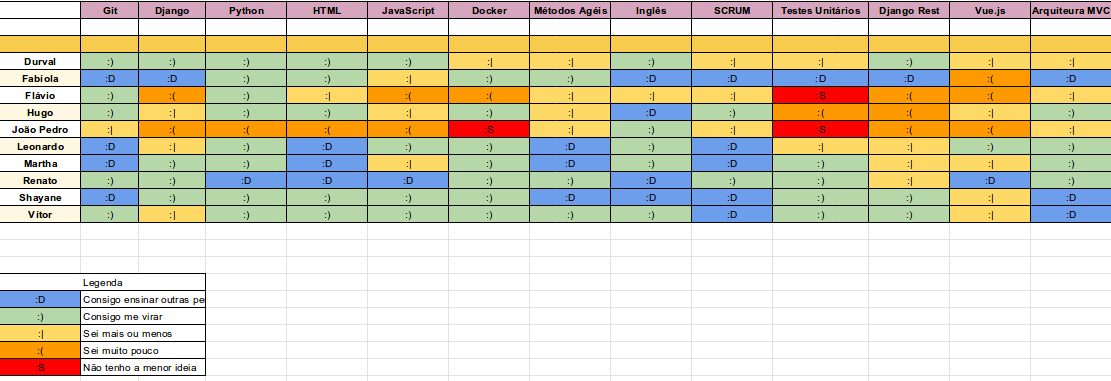 Git Django Python HTML JavaScript Docker Métodos Agéis Inglês SCRUM Testes Unitários Django Rest Vue.js Arquiteura MVC
Durval :) :) :) :) :) :| :| :) :| :| :) :| :|
Fabíola :D :D :) :) :| :) :) :D :D :D :D :( :D
Flávio :) :( :) :| :( :( :| :| :| :S :( :( :|
Hugo :) :| :) :) :| :) :| :D :) :( :( :| :)
João Pedro :| :( :( :( :( :S :| :) :| :S :( :( :|
Leonardo :D :| :) :D :) :) :D :) :D :| :| :) :)
Martha :D :) :) :D :| :) :D :) :D :) :| :| :)
Renato :) :) :D :D :D :) :) :D :) :) :| :D :)
Shayane :D :) :) :) :) :) :D :D :D :) :) :| :D
Vitor :) :| :) :) :) :) :) :) :D :) :) :| :D
Legenda
:D Consigo ensinar outras
:) Consigo me virar
:| Sei mais ou menos
:( Sei muito pouco
:S Não tenho a menor ideia